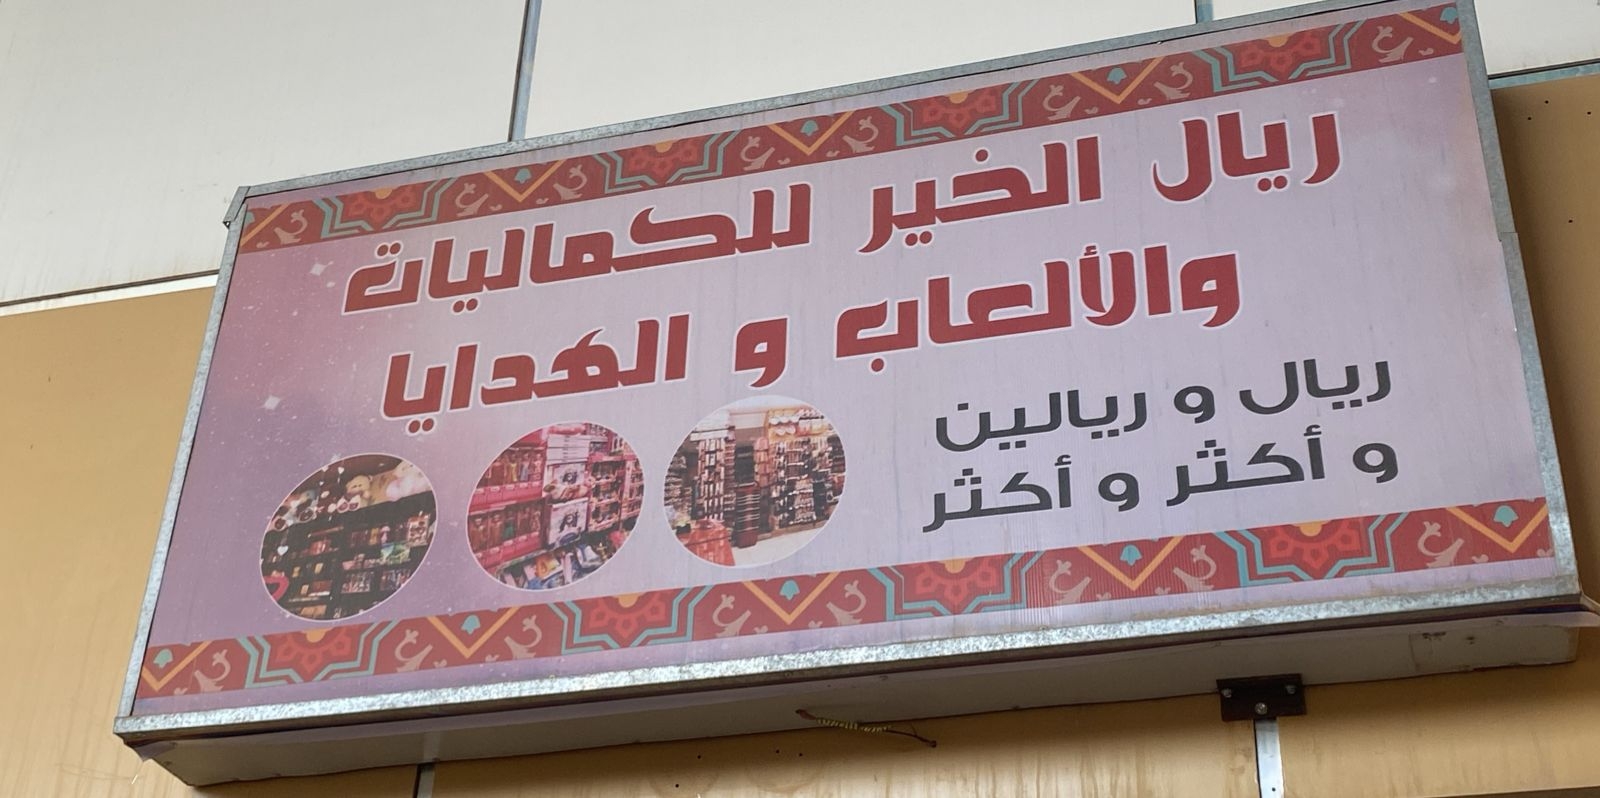 ريال الخير للكماليات
والألعاب و الهدايا
ريال و ريالين
و أكثر و أكثر